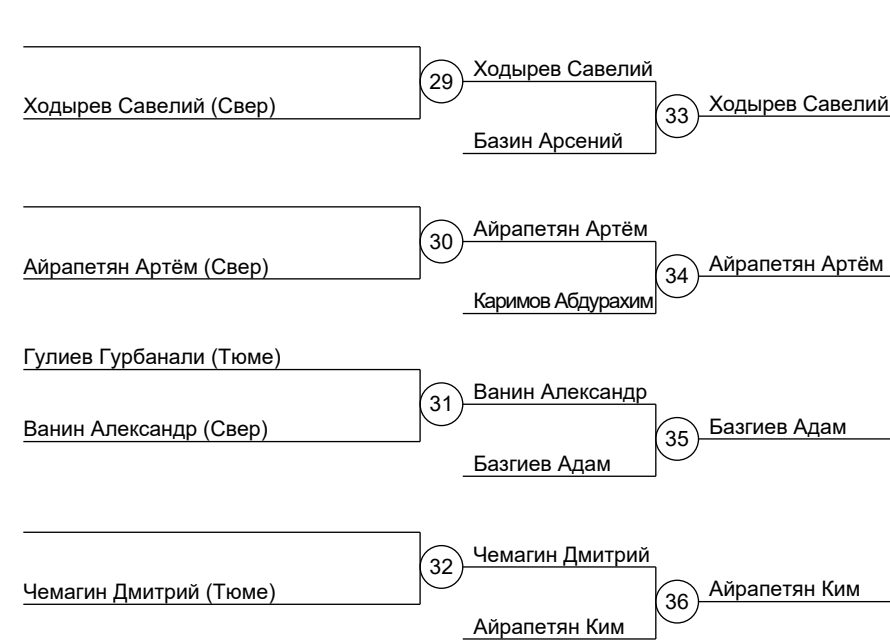 Ходырев Савелий
29
Ходырев Савелий (Свер)
Ходырев Савелий
33
Базин Арсений
Айрапетян Артём
30
Айрапетян Артём (Свер)
Айрапетян Артём
34
Каримов Абдурахим
Гулиев Гурбанали (Тюме)
Ванин Александр
31
Ванин Александр (Свер)
Базгиев Адам
35
Базгиев Адам
Чемагин Дмитрий
32
Чемагин Дмитрий (Тюме)
Айрапетян Ким
36
Айрапетян Ким